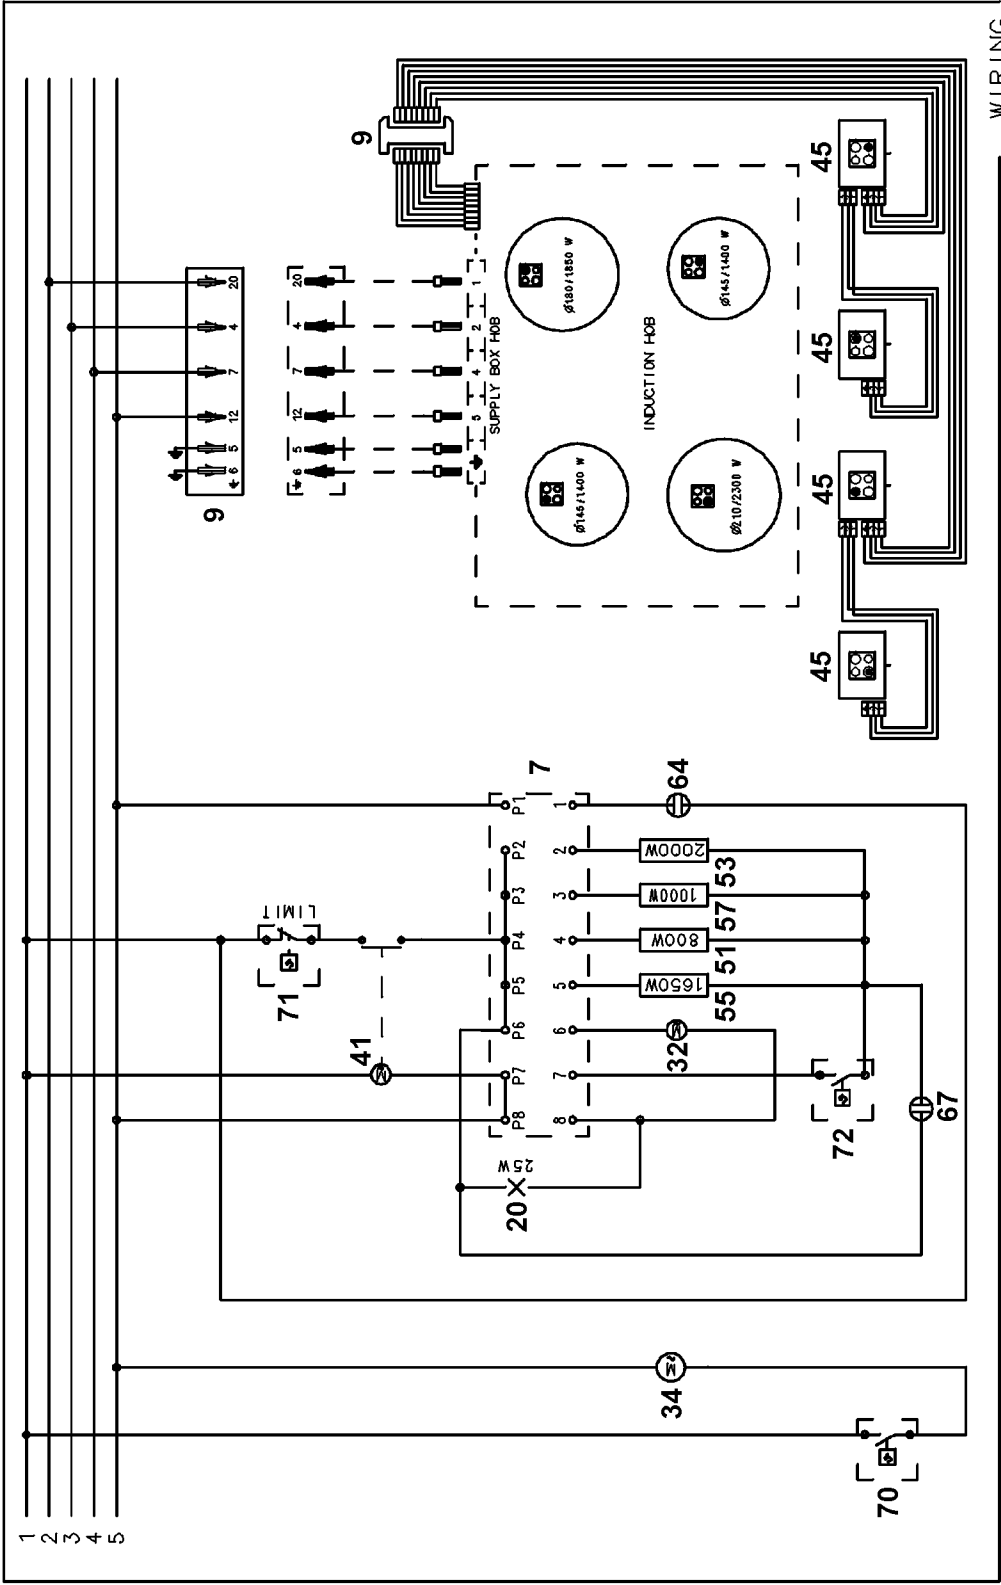 1
2
3
4
5
9
6 5 12 7 4 20
6 5 12 7 4 20
5 4 2 1
SUPPLY BOX HOB
9
INDUCTION HOB
Ø145/1400 W
Ø180/1850 W
Ø210/2300 W
Ø145/1400 W
45
45
45
45
LIMIT
71
41
7
P8 P7 P6 P5 P4 P3 P2 P1
8 7 6 5 4 3 2 1
25W
20
32
1650W
55
800W
51
1000W
57
2000W
53
64
72
67
M
M
M
34
70
WIRING